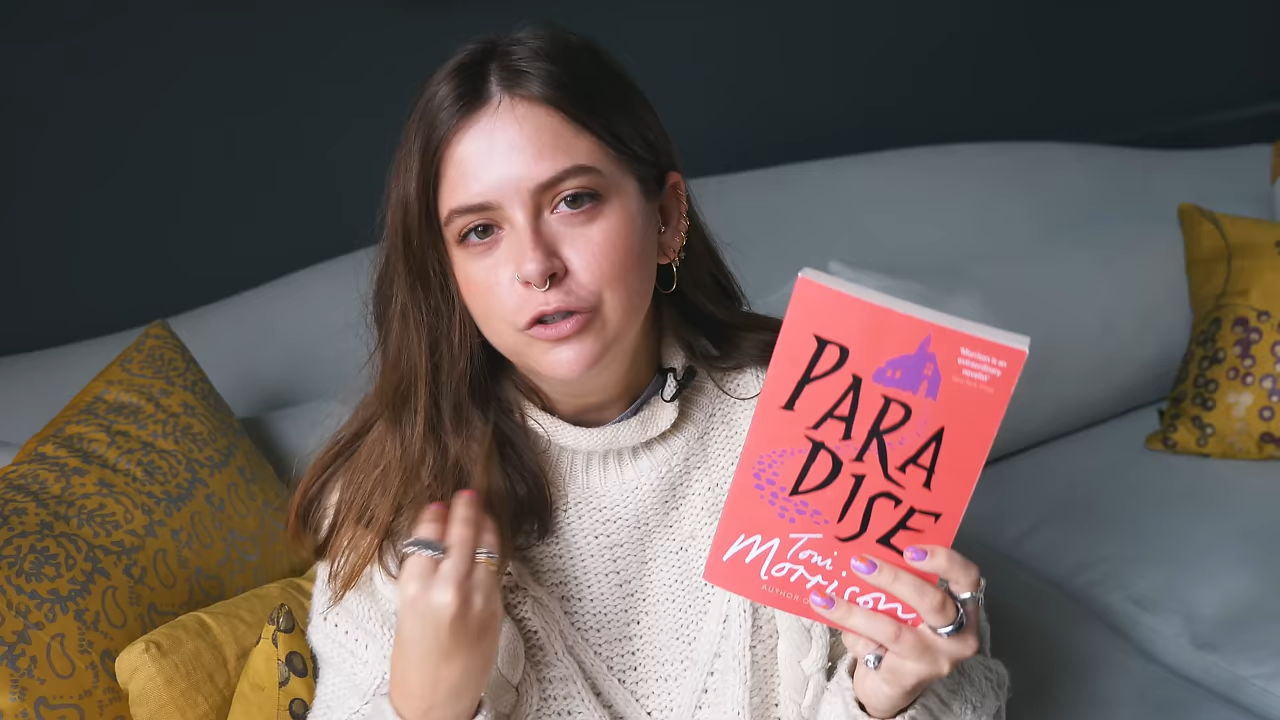 'Morrison is an
extraordinary
novelist'
New York Times
PARA
DISE
Toni
Morrison
AUTHOR O